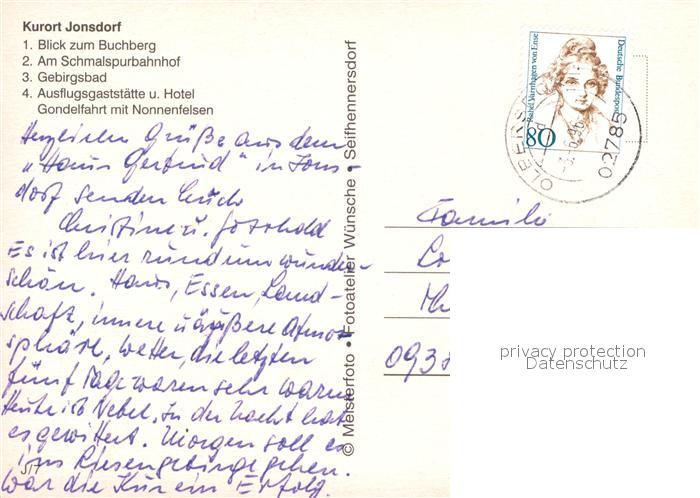 Kurort Jonsdorf
1. Blick zum Buchberg
2. Am Schmalspurbahnhof
3. Gebirgsbad
4. Ausflugsgaststätte u. Hotel
Gondelfahrt mit Nonnenfelsen
Herzlichen Grüße aus dem
„Haus Gertrud" in Jons-
dorf senden Euch
Christine u. Gotthold
Es ist hier rundum wunder-
schön. Haus, Essen, Land-
schaft, innere u. äußere Atmo-
sphäre, Wetter, die letzten
fünf Tage waren sehr warm
Heute ist Nebel. In der Nacht hat
es gewittert. Morgen soll es
ins Riesengebirge gehen.
War die Kur ein Erfolg.
517
© Meisterfoto • Fotoatelier Wünsche • Seifhennersdorf
Rahel Varnhagen von Ense
Deutsche Bundespost
80
OLBERS
02785
Famili
0938
privacy protection
Datenschutz